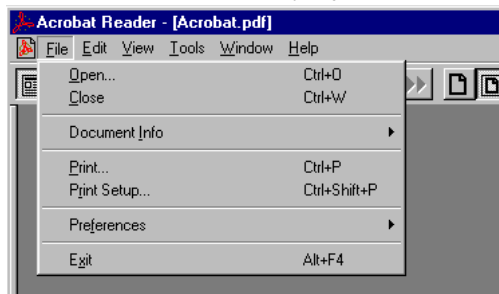 Acrobat Reader - [Acrobat.pdf]
File Edit View Tools Window Help
Open... Ctrl+O
Close Ctrl+W
Document Info
Print... Ctrl+P
Print Setup... Ctrl+Shift+P
Preferences
Exit Alt+F4